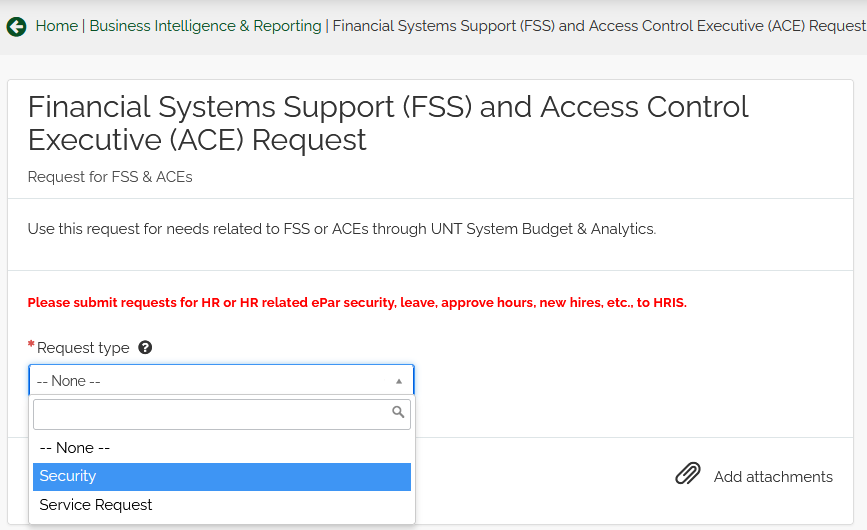 Home | Business Intelligence & Reporting | Financial Systems Support (FSS) and Access Control Executive (ACE) Request
Financial Systems Support (FSS) and Access Control
Executive (ACE) Request
Request for FSS & ACEs
Use this request for needs related to FSS or ACEs through UNT System Budget & Analytics.
Please submit requests for HR or HR related ePar security, leave, approve hours, new hires, etc., to HRIS.
* Request type ?
-- None --
-- None --
Security
Service Request
Add attachments